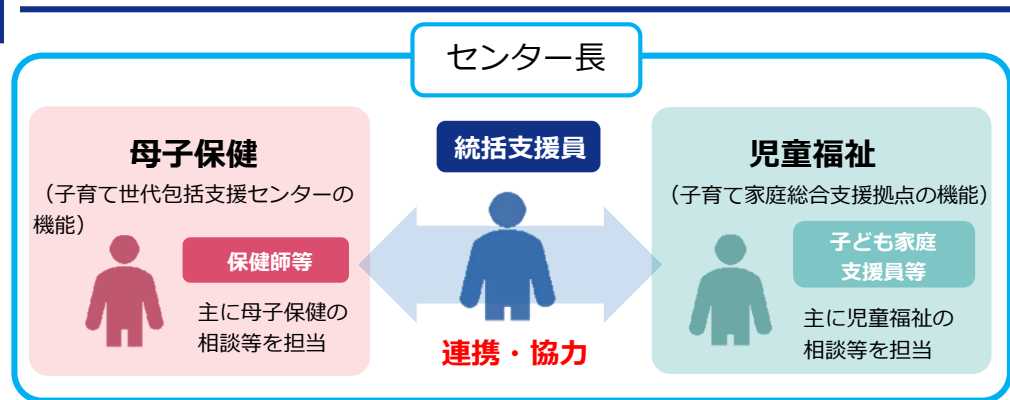 センター長
母子保健
（子育て世代包括支援センターの
機能）
保健師等
主に母子保健の
相談等を担当
統括支援員
連携・協力
児童福祉
（子育て家庭総合支援拠点の機能）
子ども家庭
支援員等
主に児童福祉の
相談等を担当